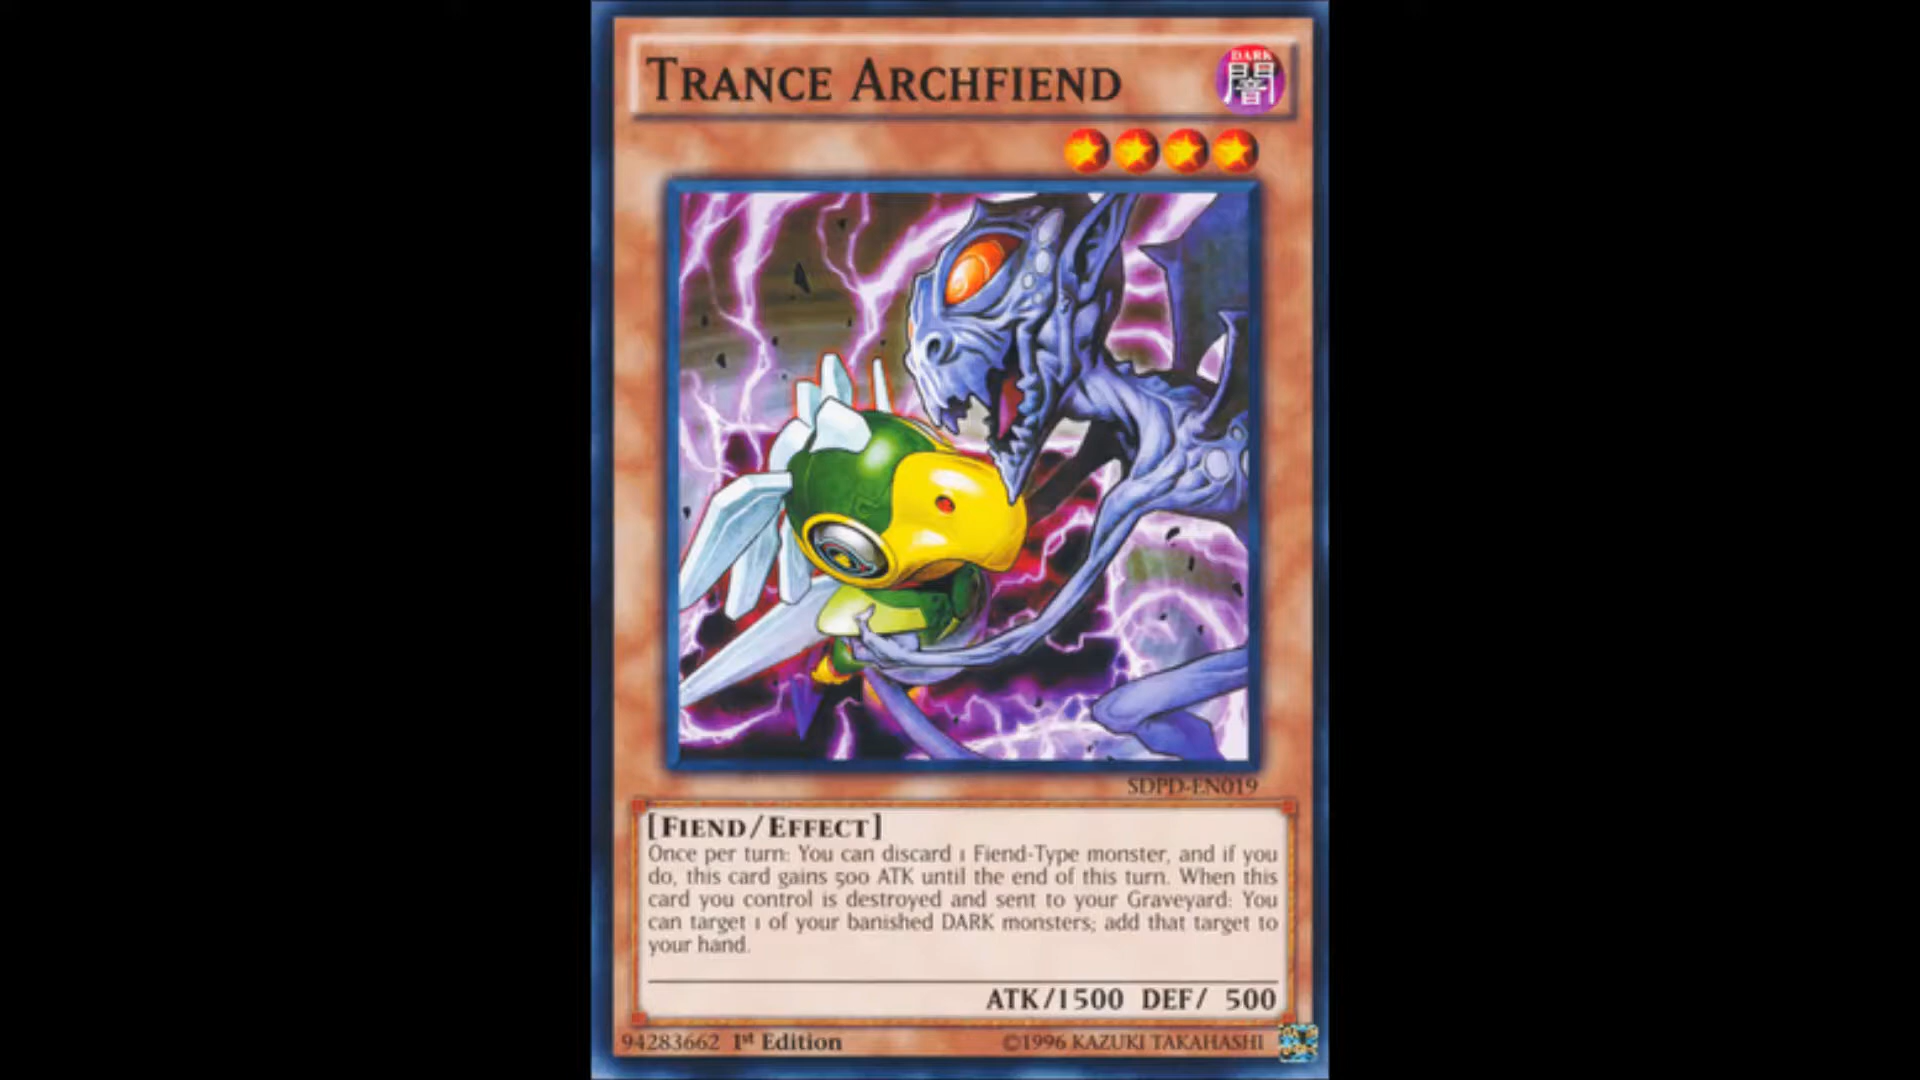 TRANCE ARCHFIEND
DARK
闇
SDPD-EN019
[FIEND/EFFECT]
Once per turn: You can discard 1 Fiend-Type monster, and if you
do, this card gains 500 ATK until the end of this turn. When this
card you control is destroyed and sent to your Graveyard: You
can target 1 of your banished DARK monsters; add that target to
your hand.
ATK/1500 DEF/ 500
94283662 1st Edition ©1996 KAZUKI TAKAHASHI